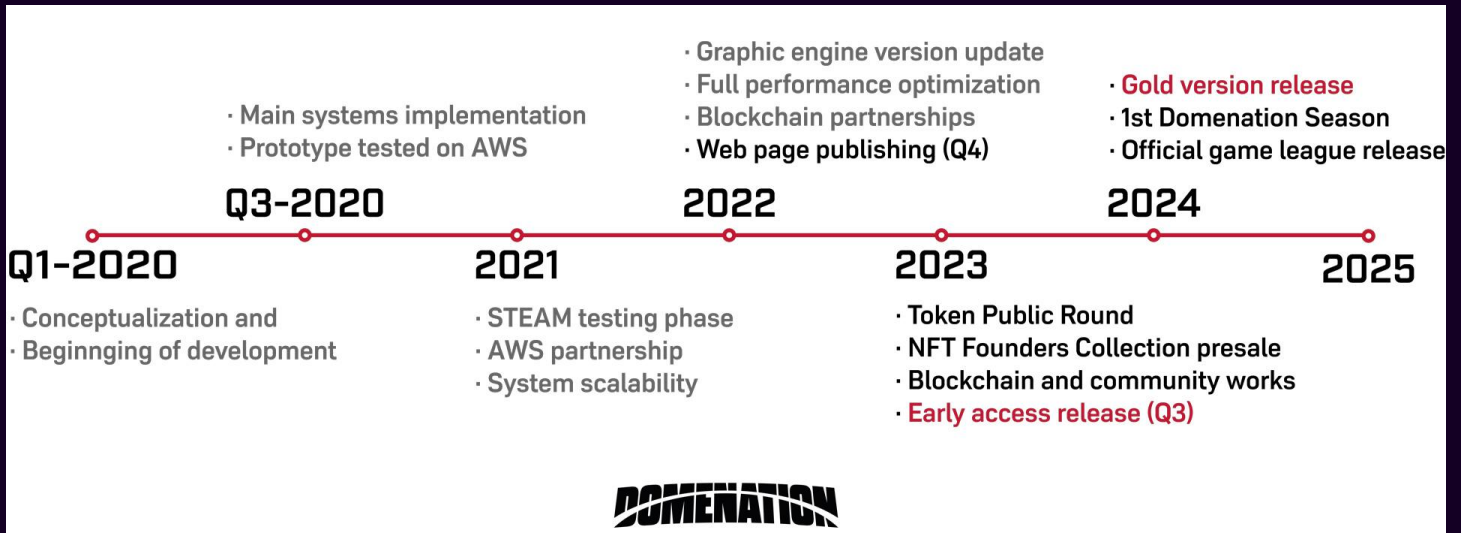 · Graphic engine version update
· Full performance optimization
· Blockchain partnerships
· Web page publishing (Q4)
· Gold version release
· 1st Domenation Season
· Official game league release
· Main systems implementation
· Prototype tested on AWS
Q3-2020
2022
2024
Q1-2020
2021
2023
2025
· Conceptualization and
· Beginnging of development
· STEAM testing phase
· AWS partnership
· System scalability
· Token Public Round
· NFT Founders Collection presale
· Blockchain and community works
· Early access release (Q3)
DOMENATION